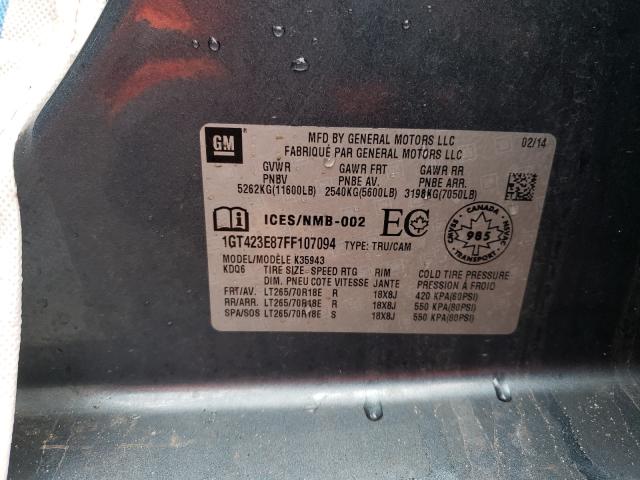 GM
MFD BY GENERAL MOTORS LLC 02/14
FABRIQUÉ PAR GENERAL MOTORS LLC
GVWR GAWR FRT GAWR RR
PNBV PNBE AV. PNBE ARR.
5262KG(11600LB) 2540KG(5600LB) 3198KG(7050LB)
ICES/NMB-002 EC
CANADA
985
TRANSPORT
1GT423E87FF107094 TYPE: TRU/CAM
MODEL/MODÈLE K35943
KDQ6 TIRE SIZE SPEED RTG RIM COLD TIRE PRESSURE
DIM. PNEU COTE VITESSE JANTE PRESSION À FROID
FRT/AV. LT265/70R18E R 18X8J 420 KPA(60PSI)
RR/ARR. LT265/70R18E R 18X8J 550 KPA(80PSI)
SPA/SOS LT265/70R18E S 18X8J 550 KPA(80PSI)